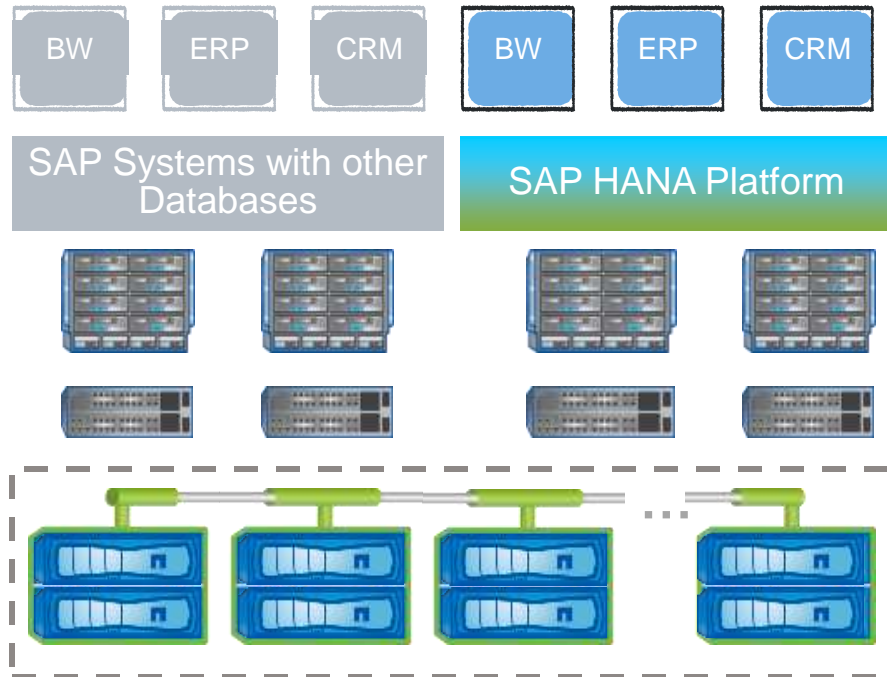 BW ERP CRM BW ERP CRM
SAP Systems with other
Databases
SAP HANA Platform
...